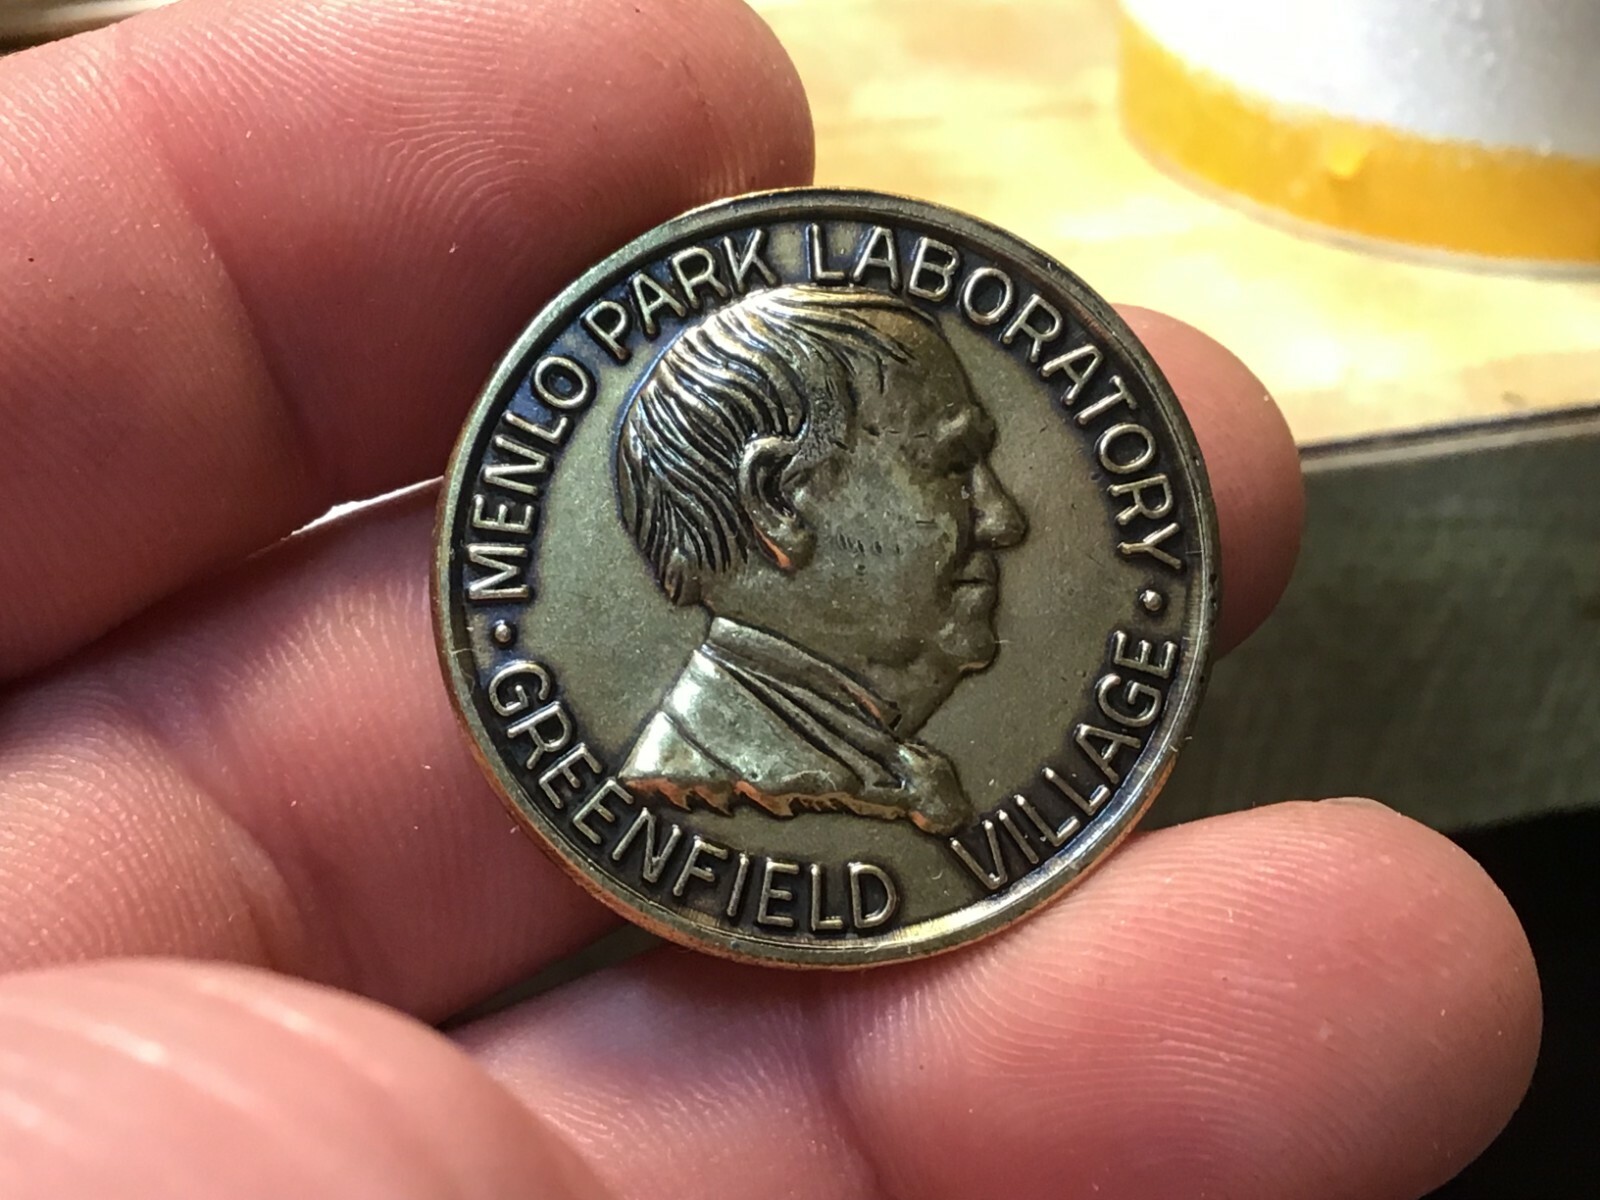 MENLO PARK LABORATORY
· GREENFIELD VILLAGE ·